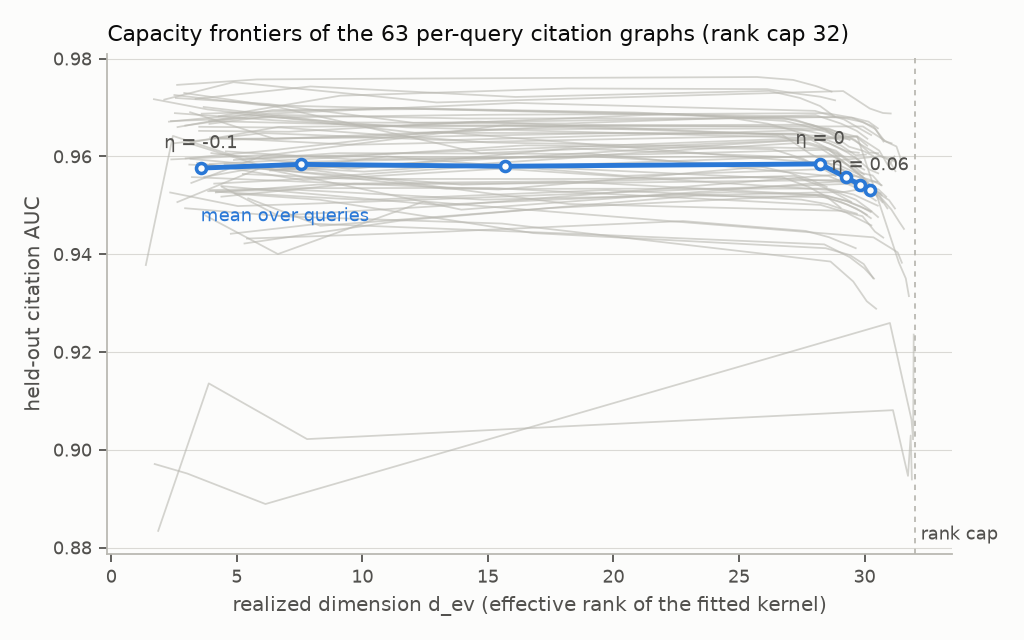 Capacity frontiers of the 63 per-query citation graphs (rank cap 32)
held-out citation AUC
0.98
0.96
0.94
0.92
0.90
0.88
η = -0.1
η = 0
η = 0.06
mean over queries
rank cap
0
5
10
15
20
25
30
realized dimension d_ev (effective rank of the fitted kernel)